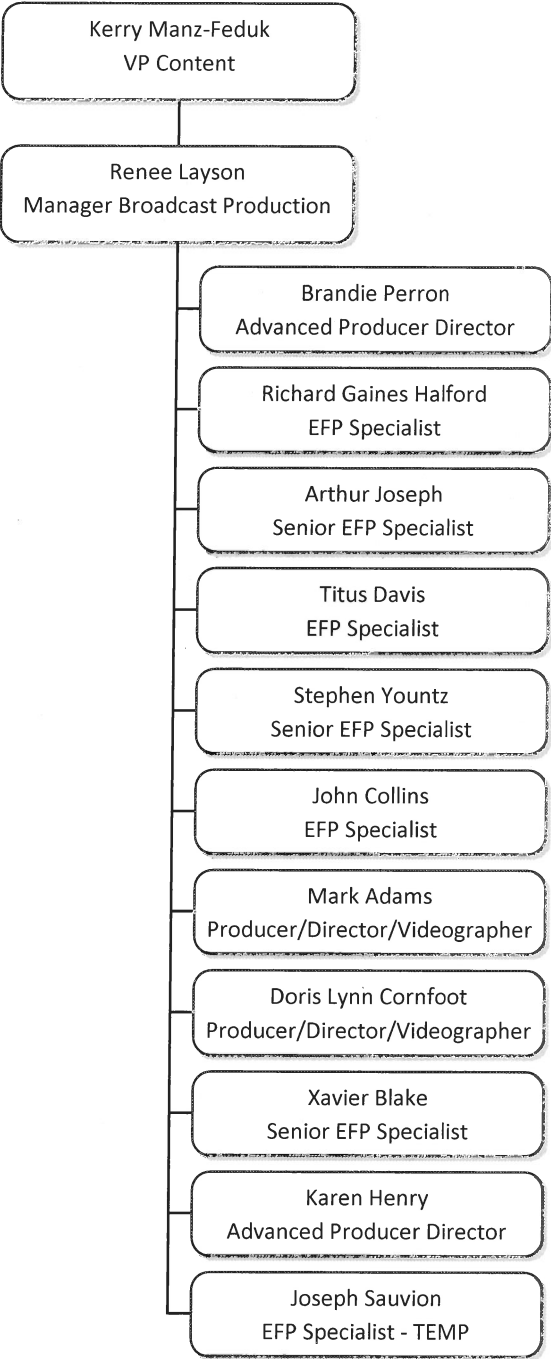 Kerry Manz-Feduk
VP Content
Renee Layson
Manager Broadcast Production
Brandie Perron
Advanced Producer Director
Richard Gaines Halford
EFP Specialist
Arthur Joseph
Senior EFP Specialist
Titus Davis
EFP Specialist
Stephen Yountz
Senior EFP Specialist
John Collins
EFP Specialist
Mark Adams
Producer/Director/Videographer
Doris Lynn Cornfoot
Producer/Director/Videographer
Xavier Blake
Senior EFP Specialist
Karen Henry
Advanced Producer Director
Joseph Sauvion
EFP Specialist - TEMP